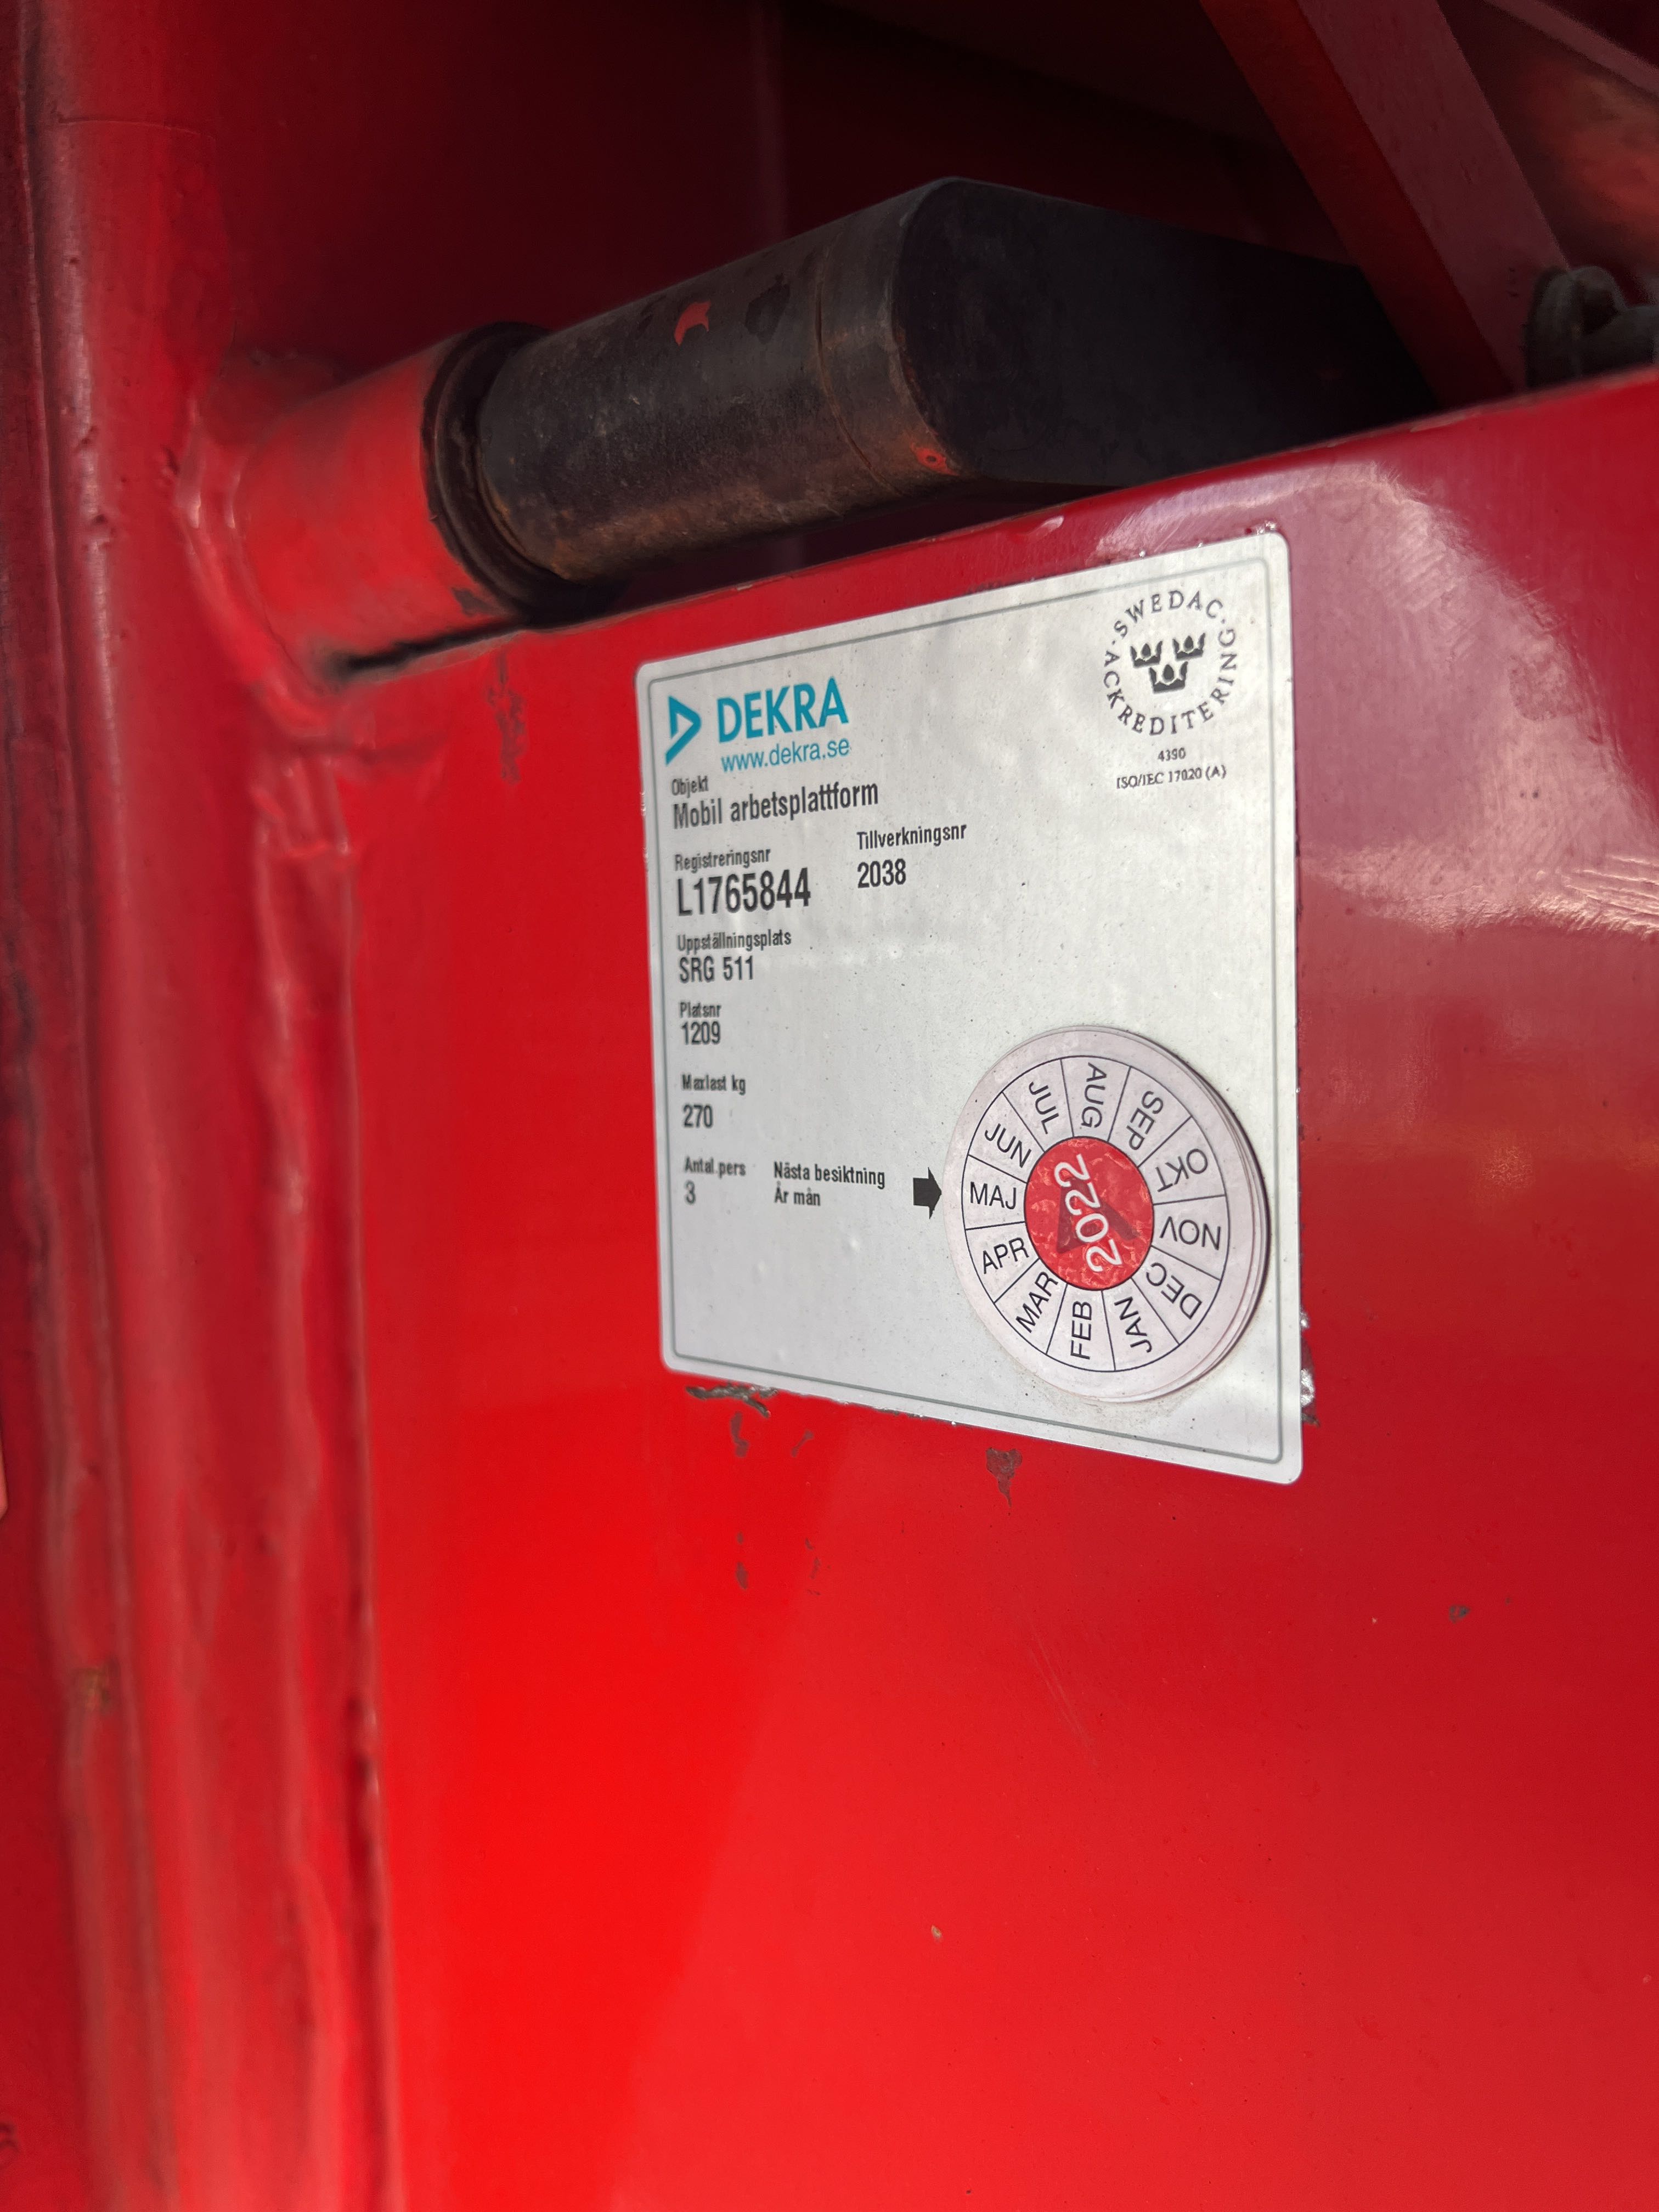 DEKRA
www.dekra.se
·SWEDAC·
ACKREDITERING
4390
ISO/IEC 17020 (A)
Objekt
Mobil arbetsplattform
Registreringsnr
L1765844
Tillverkningsnr
2038
Uppställningsplats
SRG 511
Platsnr
1209
Maxlast kg
270
Antal pers
3
Nästa besiktning
År mån
2022
JAN
FEB
MAR
APR
MAJ
JUN
JUL
AUG
SEP
OKT
NOV
DEC